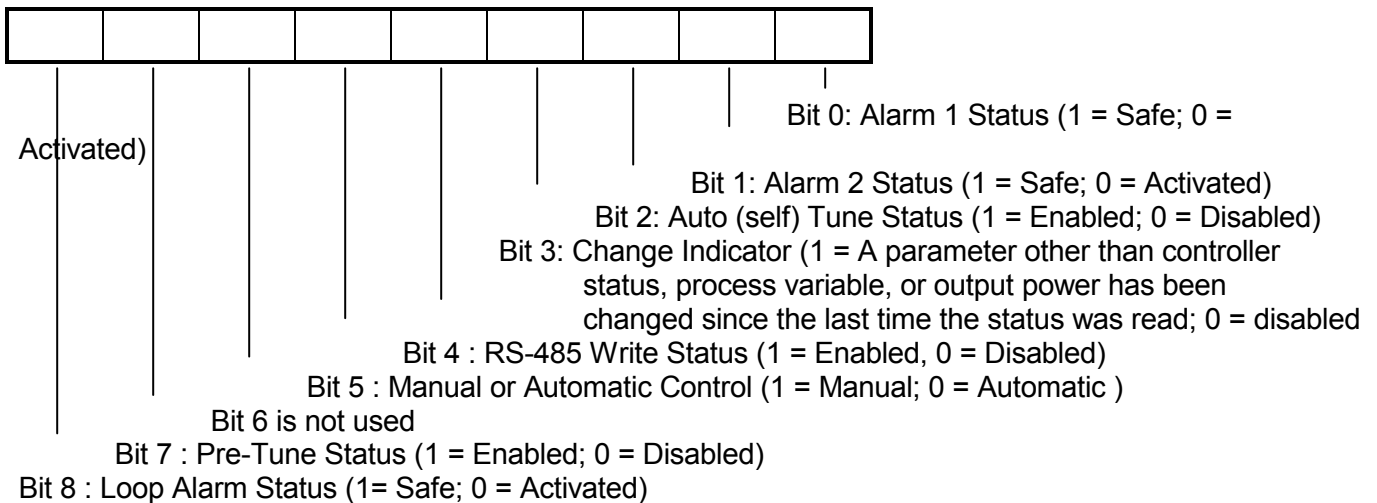 Bit 0: Alarm 1 Status (1 = Safe; 0 =
Activated)
Bit 1: Alarm 2 Status (1 = Safe; 0 = Activated)
Bit 2: Auto (self) Tune Status (1 = Enabled; 0 = Disabled)
Bit 3: Change Indicator (1 = A parameter other than controller
status, process variable, or output power has been
changed since the last time the status was read; 0 = disabled
Bit 4 : RS-485 Write Status (1 = Enabled, 0 = Disabled)
Bit 5 : Manual or Automatic Control (1 = Manual; 0 = Automatic )
Bit 6 is not used
Bit 7 : Pre-Tune Status (1 = Enabled; 0 = Disabled)
Bit 8 : Loop Alarm Status (1= Safe; 0 = Activated)